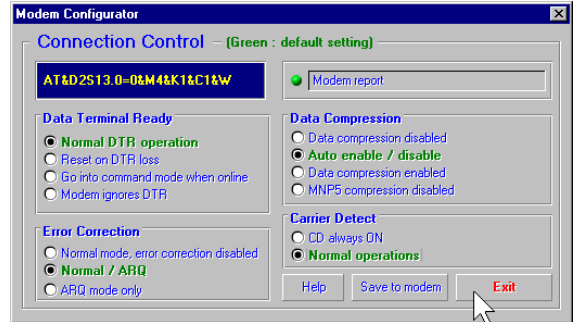 Modem Configurator
Connection Control - (Green : default setting)
AT&D2S13.0=0&M4&K1&C1&W
Modem report
Data Terminal Ready
Normal DTR operation
Reset on DTR loss
Go into command mode when online
Modem ignores DTR
Data Compression
Data compression disabled
Auto enable / disable
Data compression enabled
MNP5 compression disabled
Error Correction
Normal mode, error correction disabled
Normal / ARQ
ARQ mode only
Carrier Detect
CD always ON
Normal operations
Help
Save to modem
Exit